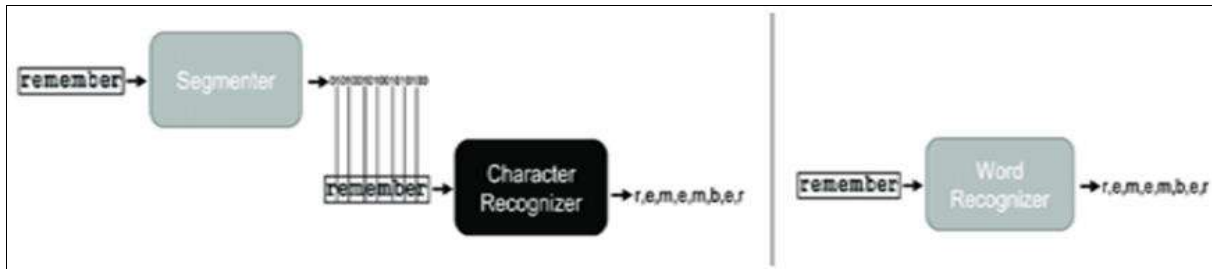 remember
Segmenter
remember
Character
Recognizer
r,e,m,e,m,b,e,r
remember
Word
Recognizer
r,e,m,e,m,b,e,r